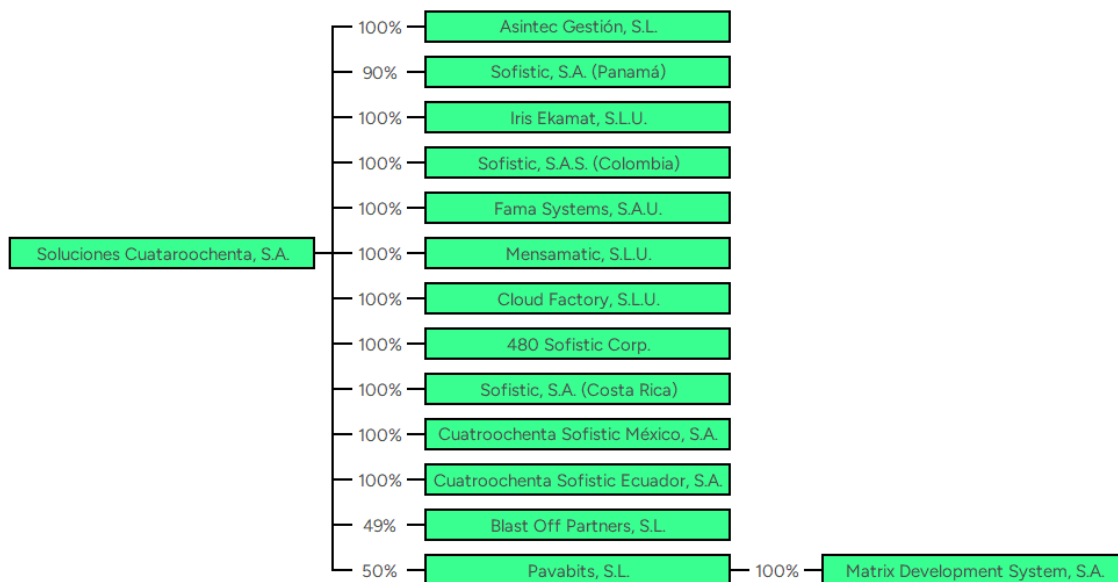 100% Asintec Gestión, S.L.
90% Sofistic, S.A. (Panamá)
100% Iris Ekamat, S.L.U.
100% Sofistic, S.A.S. (Colombia)
100% Fama Systems, S.A.U.
Soluciones Cuataroochenta, S.A. 100% Mensamatic, S.L.U.
100% Cloud Factory, S.L.U.
100% 480 Sofistic Corp.
100% Sofistic, S.A. (Costa Rica)
100% Cuatroochenta Sofistic México, S.A.
100% Cuatroochenta Sofistic Ecuador, S.A.
49% Blast Off Partners, S.L.
50% Pavabits, S.L. 100% Matrix Development System, S.A.